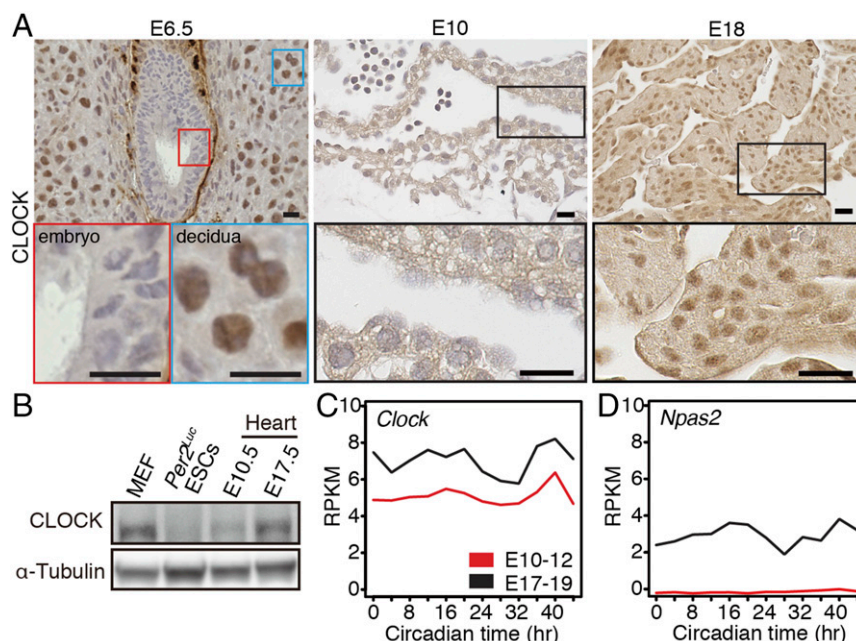 A
E6.5
E10
E18
CLOCK
embryo
decidua
B
MEF
Per2Luc
ESCs
Heart
E10.5
E17.5
CLOCK
α-Tubulin
C
Clock
RPKM
10
8
6
4
2
0
E10-12
E17-19
0 8 16 24 32 40
Circadian time (hr)
D
Npas2
RPKM
10
8
6
4
2
0
0 8 16 24 32 40
Circadian time (hr)